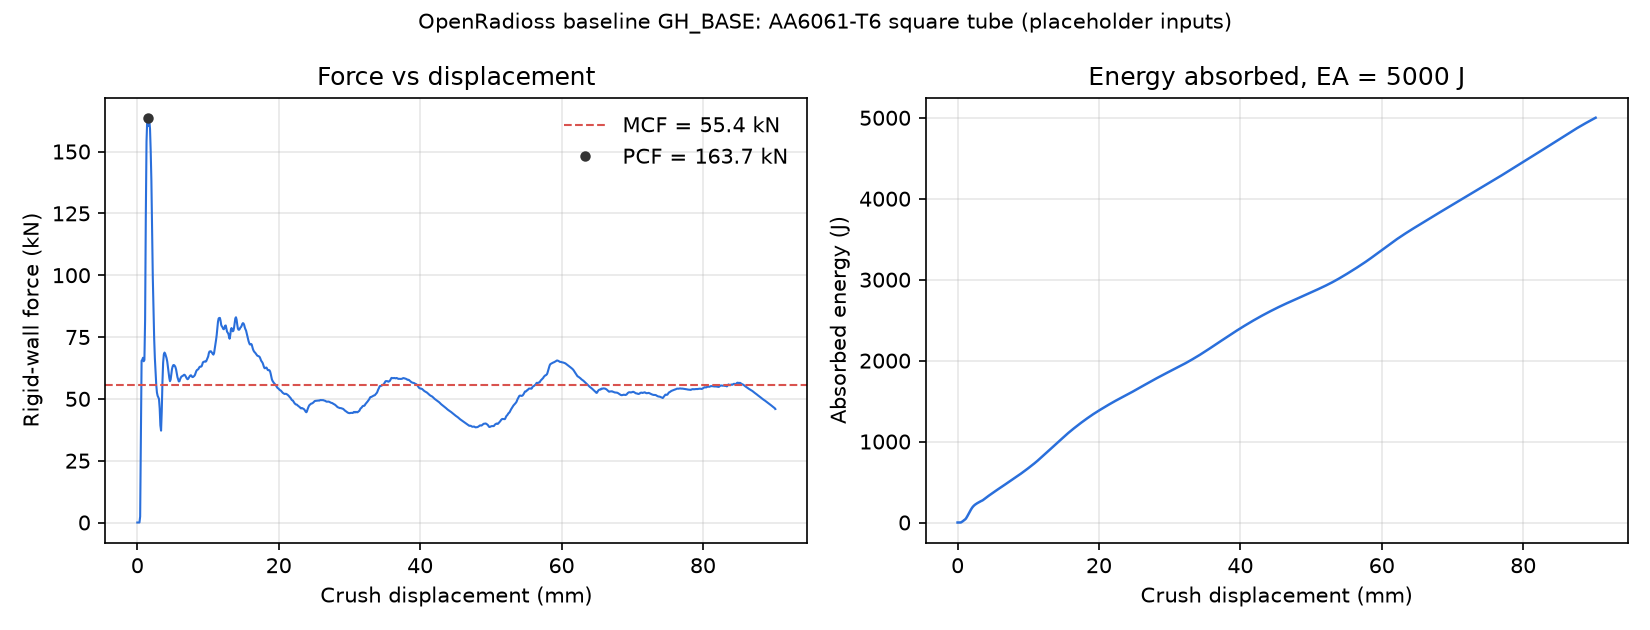 OpenRadioss baseline GH_BASE: AA6061-T6 square tube (placeholder inputs)
Force vs displacement
MCF = 55.4 kN
PCF = 163.7 kN
150
125
100
75
50
25
0
Rigid-wall force (kN)
0 20 40 60 80
Crush displacement (mm)
Energy absorbed, EA = 5000 J
5000
4000
3000
2000
1000
0
Absorbed energy (J)
0 20 40 60 80
Crush displacement (mm)